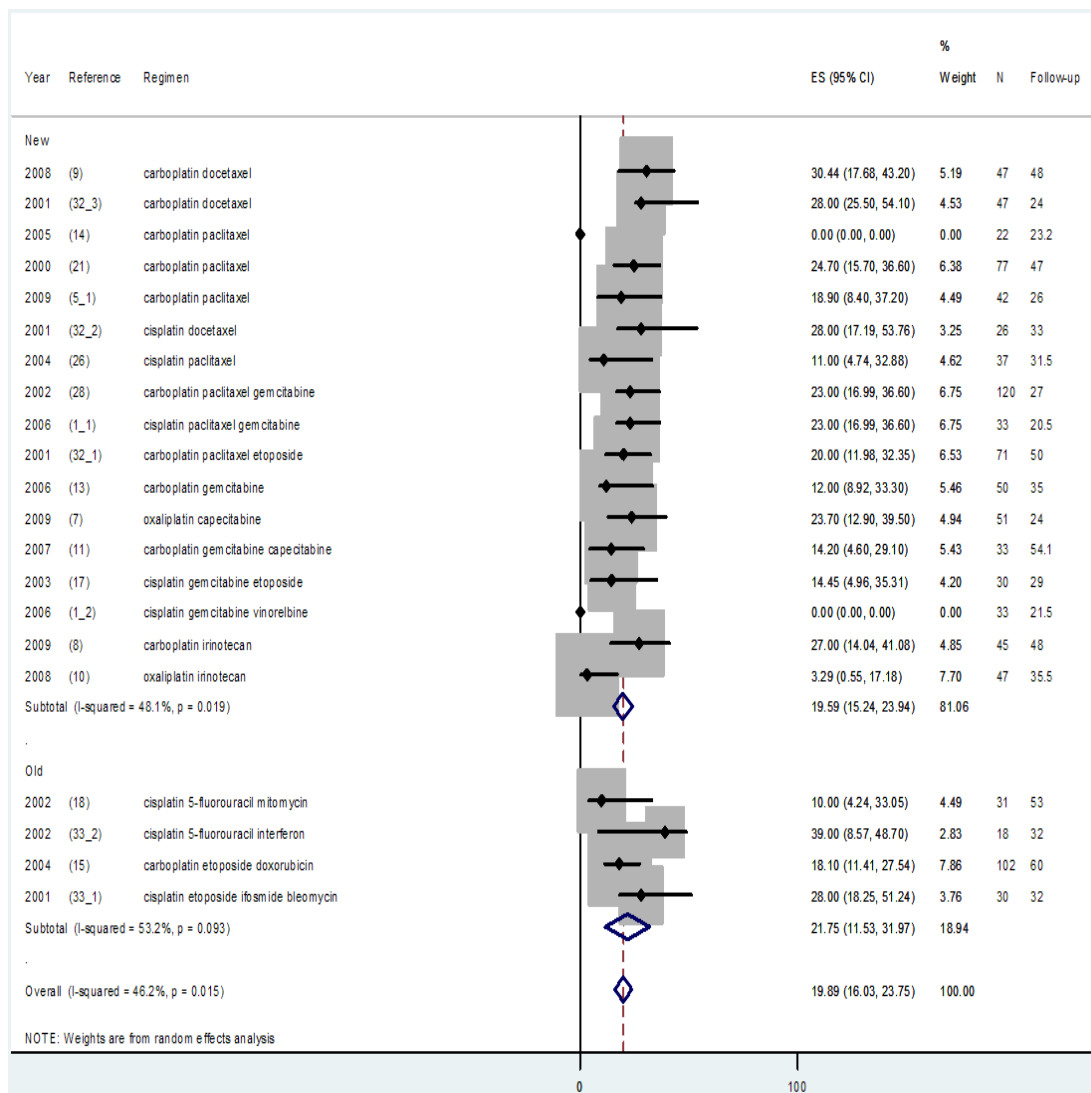 %
Year Reference Regimen ES (95% CI) Weight N Follow-up
New
2008 (9) carboplatin docetaxel 30.44 (17.68, 43.20) 5.19 47 48
2001 (32_3) carboplatin docetaxel 28.00 (25.50, 54.10) 4.53 47 24
2005 (14) carboplatin paclitaxel 0.00 (0.00, 0.00) 0.00 22 23.2
2000 (21) carboplatin paclitaxel 24.70 (15.70, 36.60) 6.38 77 47
2009 (5_1) carboplatin paclitaxel 18.90 (8.40, 37.20) 4.49 42 26
2001 (32_2) cisplatin docetaxel 28.00 (17.19, 53.76) 3.25 26 33
2004 (26) cisplatin paclitaxel 11.00 (4.74, 32.88) 4.62 37 31.5
2002 (28) carboplatin paclitaxel gemcitabine 23.00 (16.99, 36.60) 6.75 120 27
2006 (1_1) cisplatin paclitaxel gemcitabine 23.00 (16.99, 36.60) 6.75 33 20.5
2001 (32_1) carboplatin paclitaxel etoposide 20.00 (11.98, 32.35) 6.53 71 50
2006 (13) carboplatin gemcitabine 12.00 (8.92, 33.30) 5.46 50 35
2009 (7) oxaliplatin capecitabine 23.70 (12.90, 39.50) 4.94 51 24
2007 (11) carboplatin gemcitabine capecitabine 14.20 (4.60, 29.10) 5.43 33 54.1
2003 (17) cisplatin gemcitabine etoposide 14.45 (4.96, 35.31) 4.20 30 29
2006 (1_2) cisplatin gemcitabine vinorelbine 0.00 (0.00, 0.00) 0.00 33 21.5
2009 (8) carboplatin irinotecan 27.00 (14.04, 41.08) 4.85 45 48
2008 (10) oxaliplatin irinotecan 3.29 (0.55, 17.18) 7.70 47 35.5
Subtotal (I-squared = 48.1%, p = 0.019) 19.59 (15.24, 23.94) 81.06
.
Old
2002 (18) cisplatin 5-fluorouracil mitomycin 10.00 (4.24, 33.05) 4.49 31 53
2002 (33_2) cisplatin 5-fluorouracil interferon 39.00 (8.57, 48.70) 2.83 18 32
2004 (15) carboplatin etoposide doxorubicin 18.10 (11.41, 27.54) 7.86 102 60
2001 (33_1) cisplatin etoposide ifosmide bleomycin 28.00 (18.25, 51.24) 3.76 30 32
Subtotal (I-squared = 53.2%, p = 0.093) 21.75 (11.53, 31.97) 18.94
.
Overall (I-squared = 46.2%, p = 0.015) 19.89 (16.03, 23.75) 100.00
NOTE: Weights are from random effects analysis
0 100